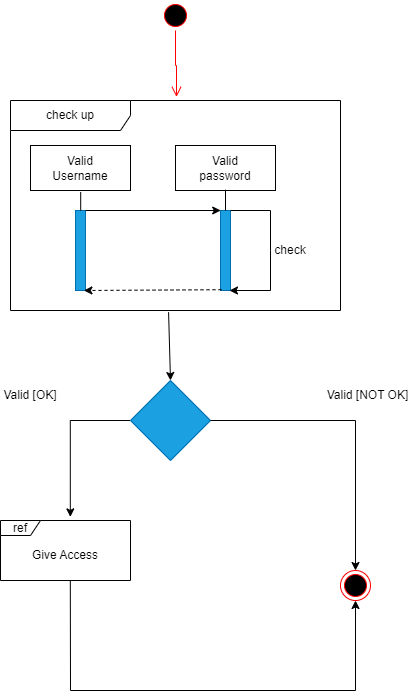 check up
Valid
Username
Valid
password
check
Valid [OK]
Valid [NOT OK]
ref
Give Access